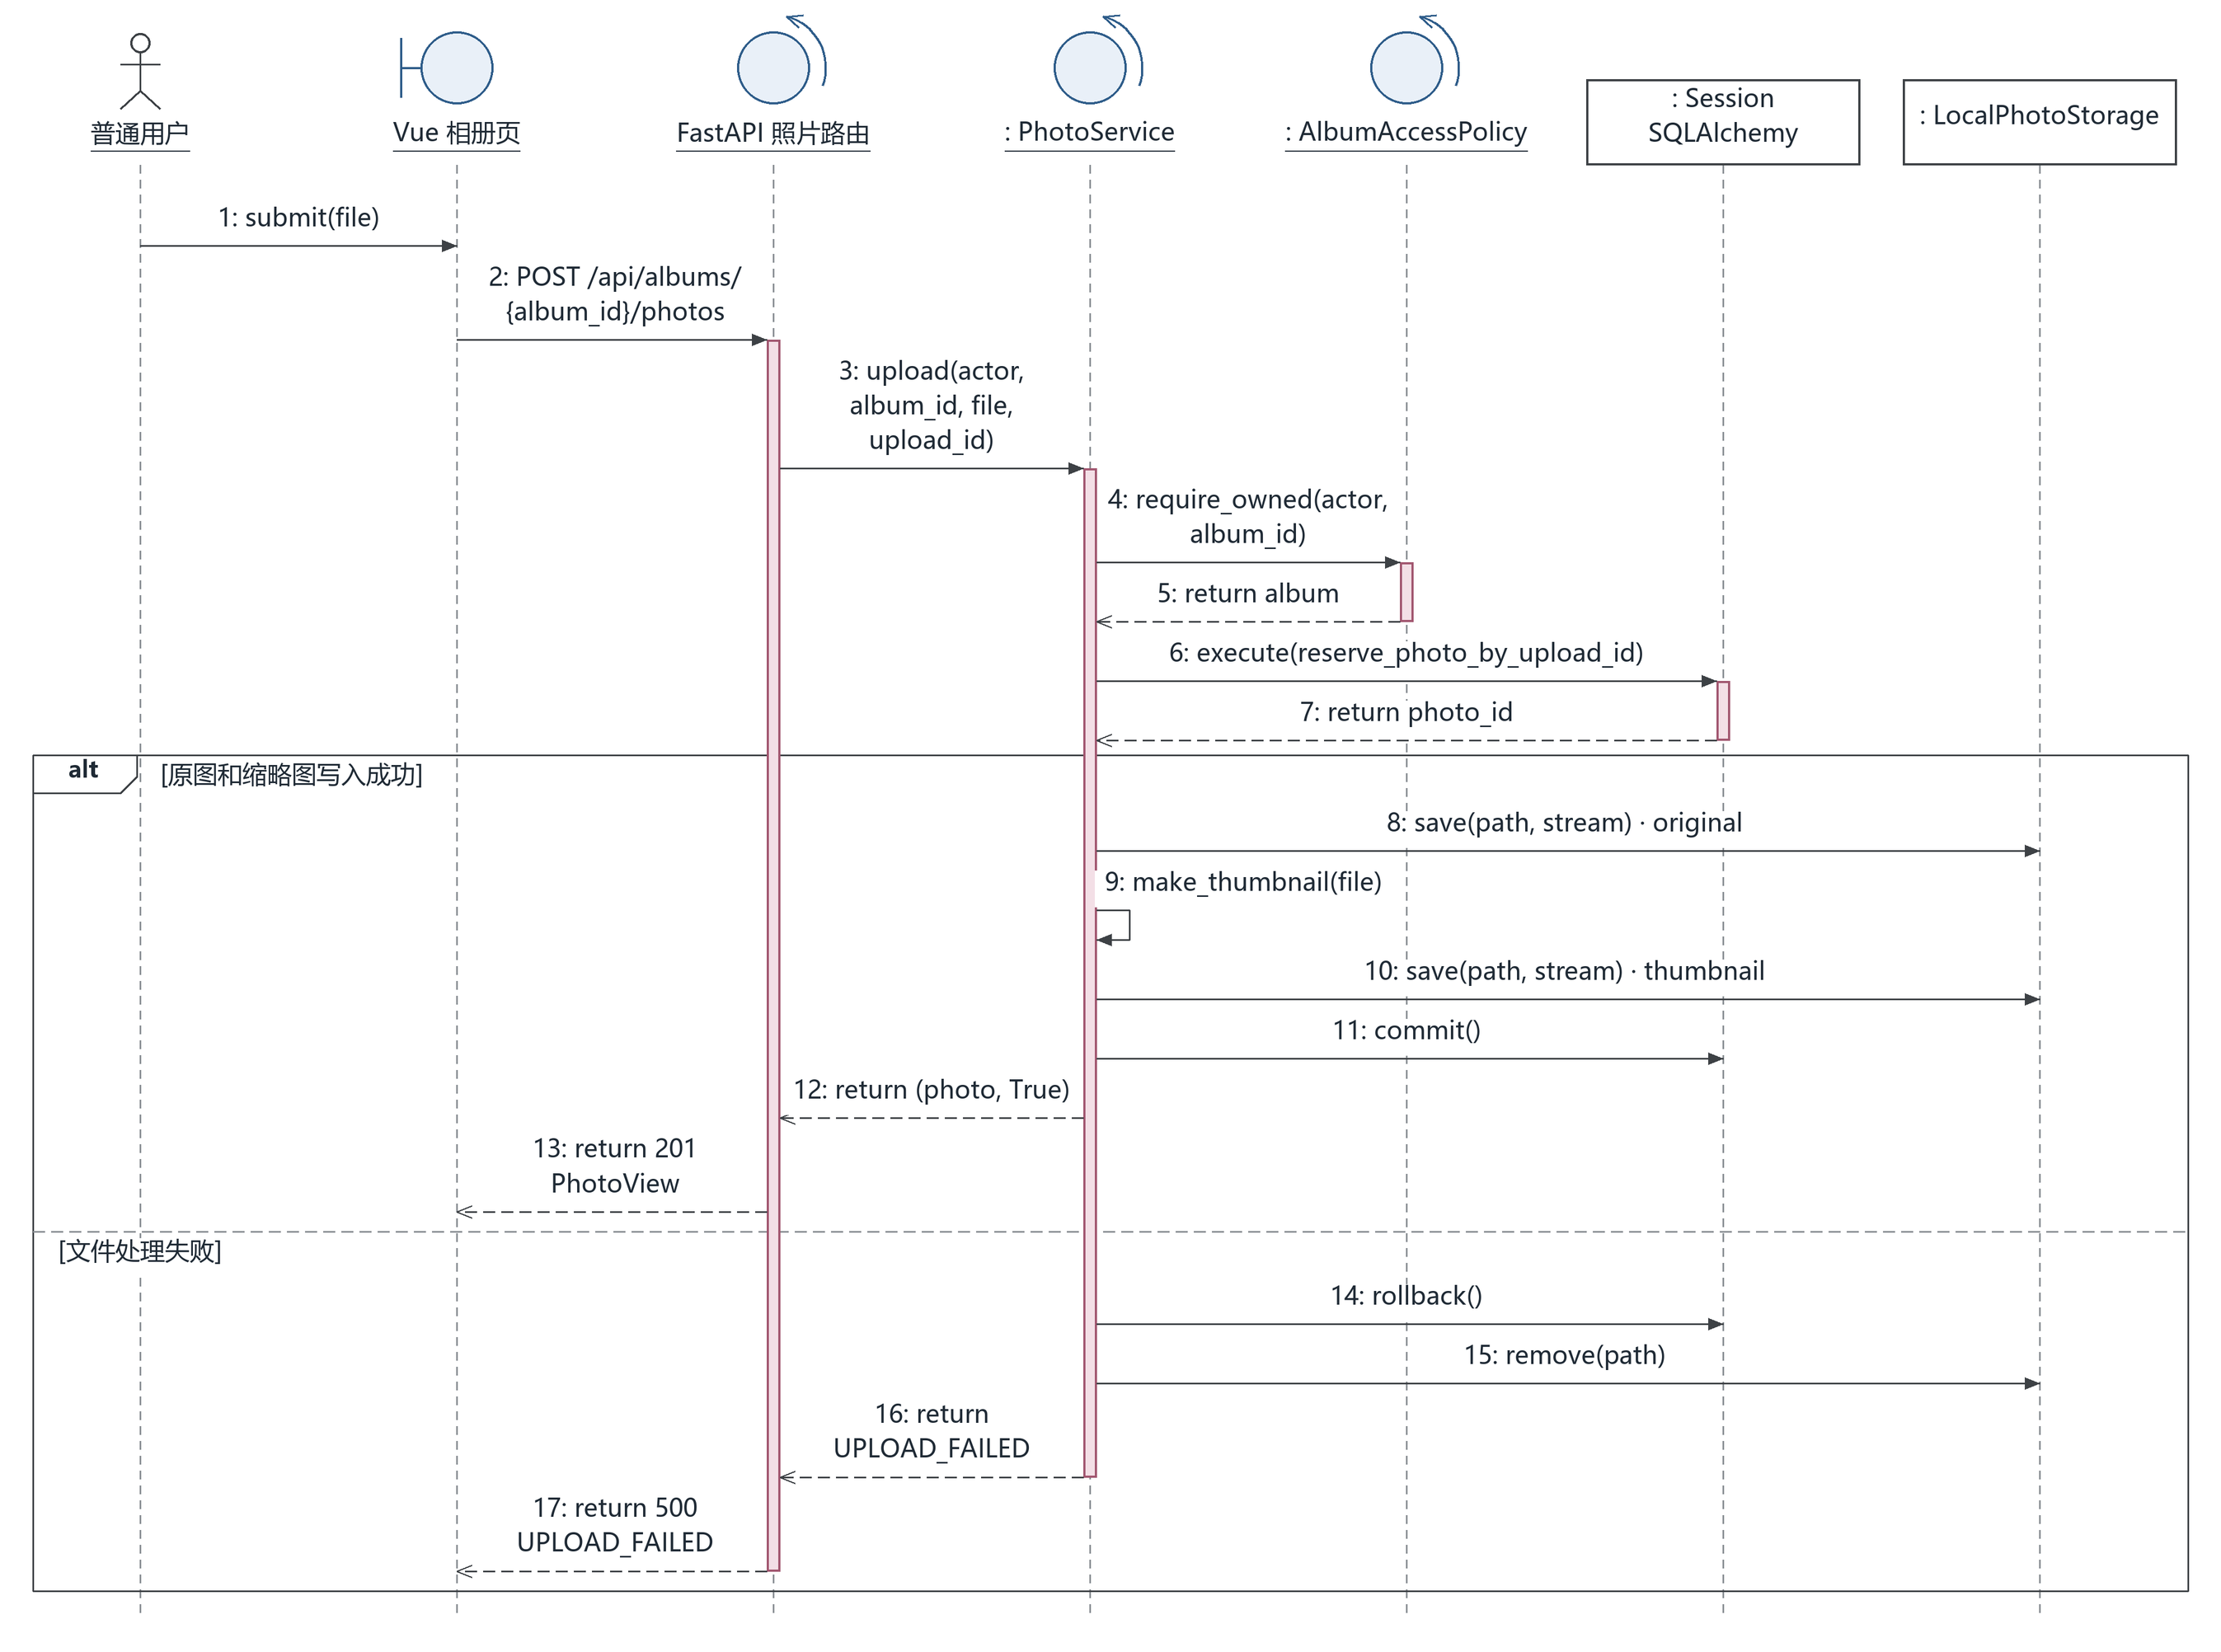 普通用户
Vue 相册页
FastAPI 照片路由
: PhotoService
: AlbumAccessPolicy
: Session
SQLAlchemy
: LocalPhotoStorage
1: submit(file)
2: POST /api/albums/
{album_id}/photos
3: upload(actor,
album_id, file,
upload_id)
4: require_owned(actor,
album_id)
5: return album
6: execute(reserve_photo_by_upload_id)
7: return photo_id
alt
[原图和缩略图写入成功]
8: save(path, stream) · original
9: make_thumbnail(file)
10: save(path, stream) · thumbnail
11: commit()
12: return (photo, True)
13: return 201
PhotoView
[文件处理失败]
14: rollback()
15: remove(path)
16: return
UPLOAD_FAILED
17: return 500
UPLOAD_FAILED